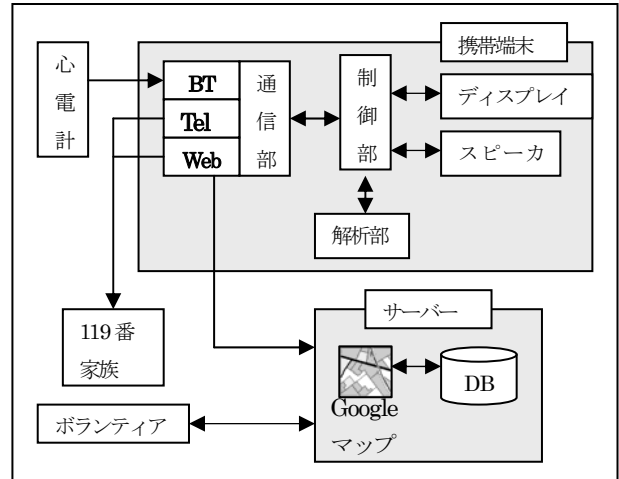 携帯端末
心電計
BT
Tel
Web
通信部
制御部
ディスプレイ
スピーカ
解析部
119番
家族
サーバー
Google
マップ
DB
ボランティア